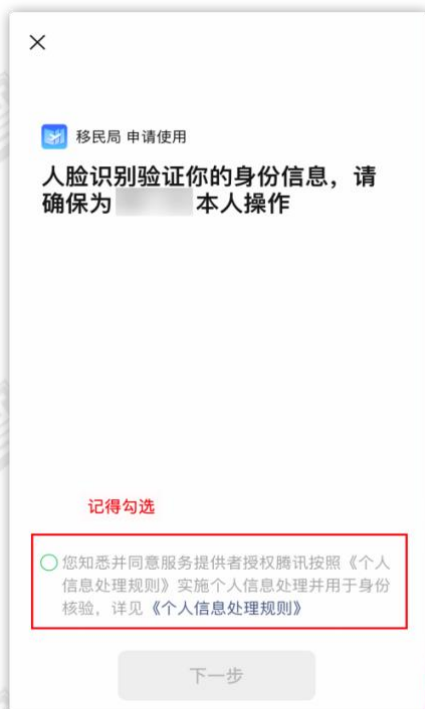 移民局 申请使用
人脸识别验证你的身份信息，请
确保为 本人操作
记得勾选
您知悉并同意服务提供者授权腾讯按照《个人
信息处理规则》实施个人信息处理并用于身份
核验，详见《个人信息处理规则》
下一步